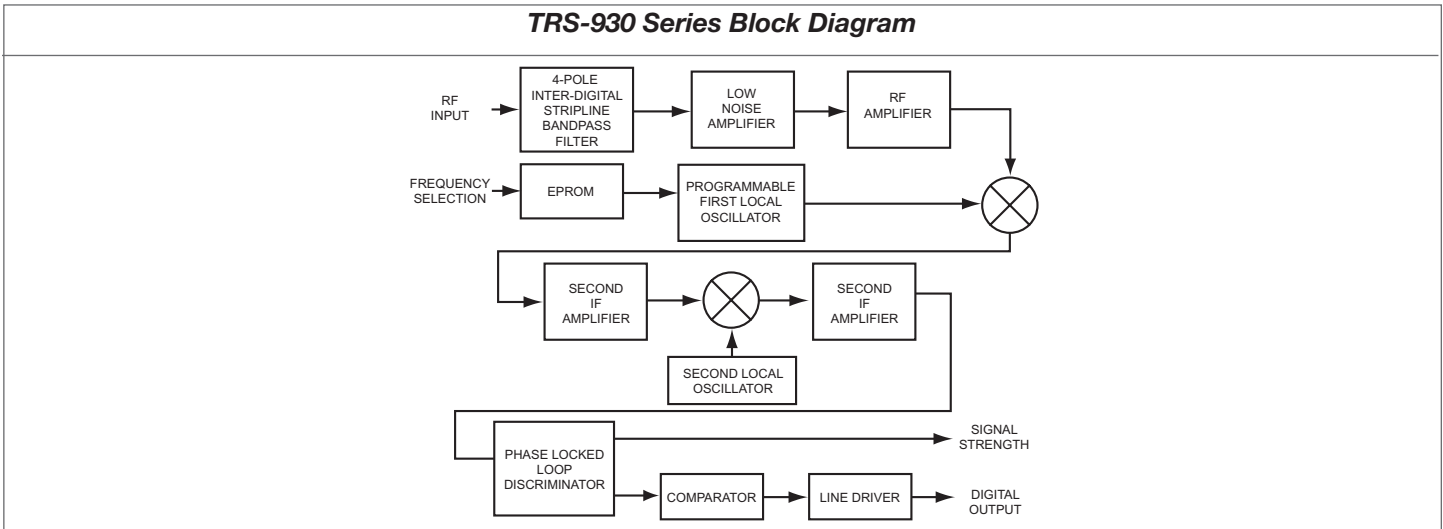 TRS-930 Series Block Diagram
RF
INPUT
4-POLE
INTER-DIGITAL
STRIPLINE
BANDPASS
FILTER
LOW
NOISE
AMPLIFIER
RF
AMPLIFIER
FREQUENCY
SELECTION
EPROM
PROGRAMMABLE
FIRST LOCAL
OSCILLATOR
SECOND
IF
AMPLIFIER
SECOND
IF
AMPLIFIER
SECOND LOCAL
OSCILLATOR
PHASE LOCKED
LOOP
DISCRIMINATOR
SIGNAL
STRENGTH
COMPARATOR
LINE DRIVER
DIGITAL
OUTPUT